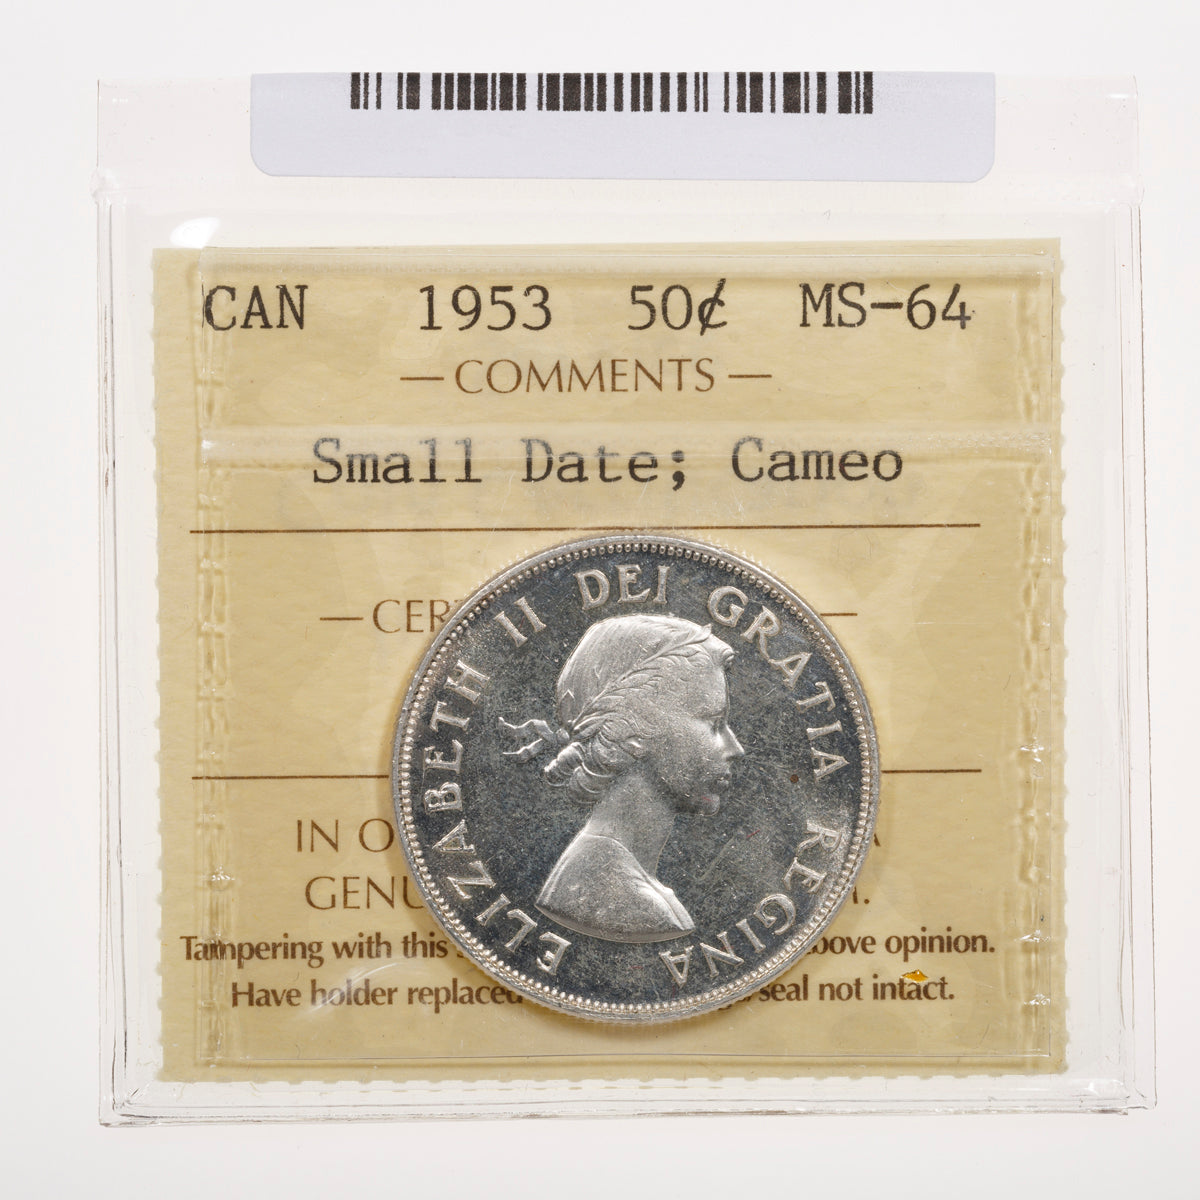 CAN 1953 50¢ MS-64
— COMMENTS —
Small Date; Cameo
ELIZABETH II DEI GRATIA REGINA
Tampering with this
opinion.
Have holder replaced
seal not intact.